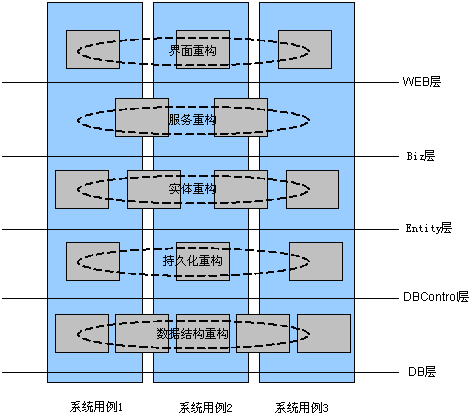 界面重构
WEB层
服务重构
Biz层
实体重构
Entity层
持久化重构
DBControl层
数据结构重构
DB层
系统用例1 系统用例2 系统用例3